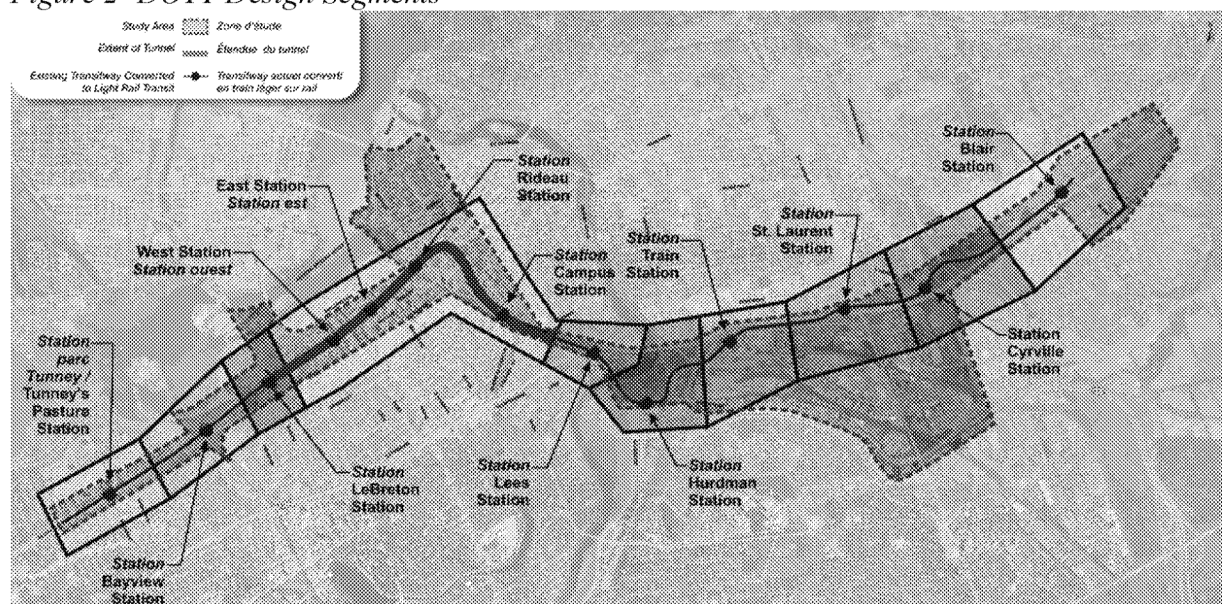 Figure 2 DOTT Design Segments
Study Area Zone d'étude
Extent of Tunnel Étendue du tunnel
Existing Transitway Converted Transitway actuel converti
to Light Rail Transit en train léger sur rail
Station
Blair
Station
Station
Rideau
Station
East Station
Station est
Station
St. Laurent
Station
West Station
Station ouest
Station
Train
Station
Station
Campus
Station
Station
parc
Tunney /
Tunney's
Pasture
Station
Station
Cyrville
Station
Station
LeBreton
Station
Station
Lees
Station
Station
Hurdman
Station
Station
Bayview
Station